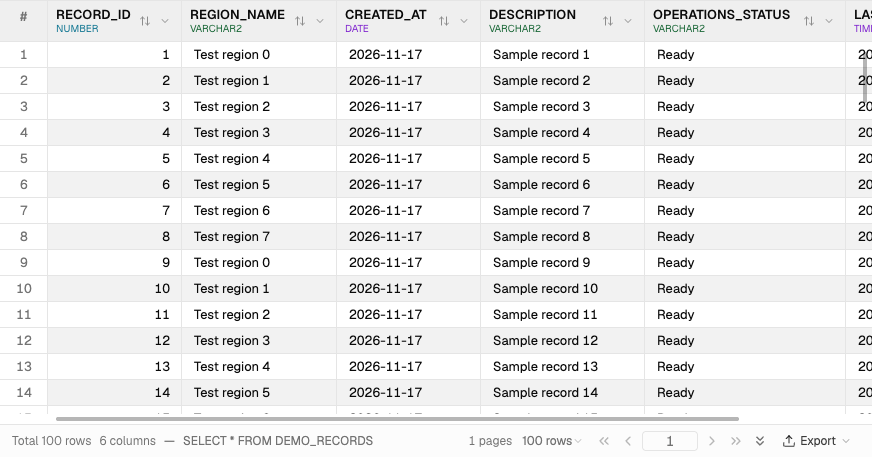 # RECORD_ID REGION_NAME CREATED_AT DESCRIPTION OPERATIONS_STATUS
NUMBER VARCHAR2 DATE VARCHAR2 VARCHAR2
1 1 Test region 0 2026-11-17 Sample record 1 Ready
2 2 Test region 1 2026-11-17 Sample record 2 Ready
3 3 Test region 2 2026-11-17 Sample record 3 Ready
4 4 Test region 3 2026-11-17 Sample record 4 Ready
5 5 Test region 4 2026-11-17 Sample record 5 Ready
6 6 Test region 5 2026-11-17 Sample record 6 Ready
7 7 Test region 6 2026-11-17 Sample record 7 Ready
8 8 Test region 7 2026-11-17 Sample record 8 Ready
9 9 Test region 0 2026-11-17 Sample record 9 Ready
10 10 Test region 1 2026-11-17 Sample record 10 Ready
11 11 Test region 2 2026-11-17 Sample record 11 Ready
12 12 Test region 3 2026-11-17 Sample record 12 Ready
13 13 Test region 4 2026-11-17 Sample record 13 Ready
14 14 Test region 5 2026-11-17 Sample record 14 Ready
Total 100 rows 6 columns — SELECT * FROM DEMO_RECORDS 1 pages 100 rows 1 Export